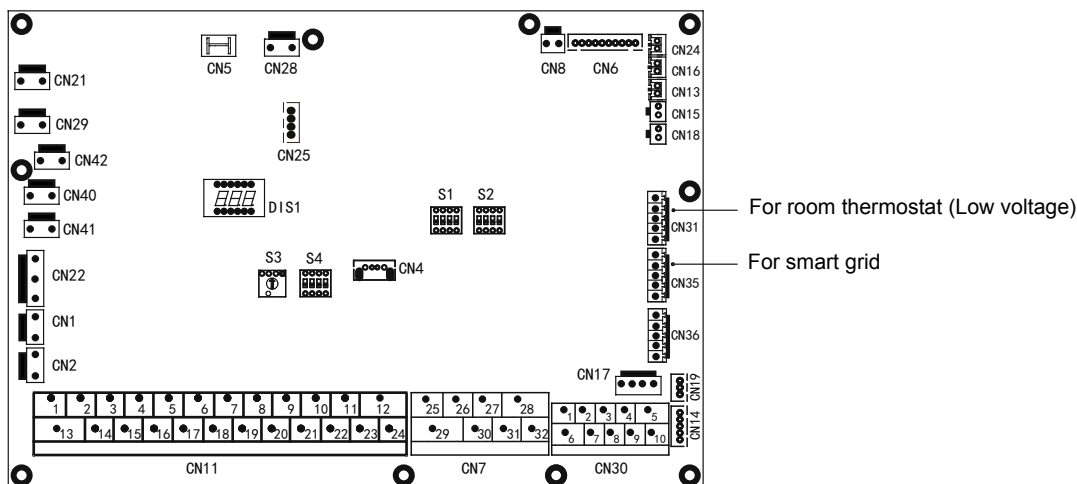 CN5
CN28
CN8
CN6
CN24
CN16
CN13
CN15
CN18
CN21
CN29
CN42
CN40
CN41
CN22
CN1
CN2
CN25
DIS1
S1 S2
S3 S4
CN4
CN31
For room thermostat (Low voltage)
CN35
For smart grid
CN36
CN17
CN19
CN14
1 2 3 4 5 6 7 8 9 10 11 12
13 14 15 16 17 18 19 20 21 22 23 24
25 26 27 28
29 30 31 32
1 2 3 4 5
6 7 8 9 10
CN11
CN7
CN30